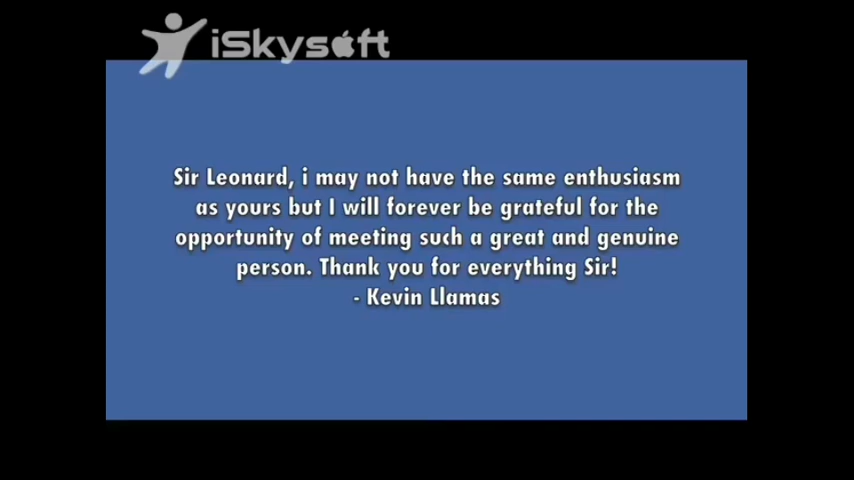 iSkysoft
Sir Leonard, i may not have the same enthusiasm
as yours but I will forever be grateful for the
opportunity of meeting such a great and genuine
person. Thank you for everything Sir!
- Kevin Llamas